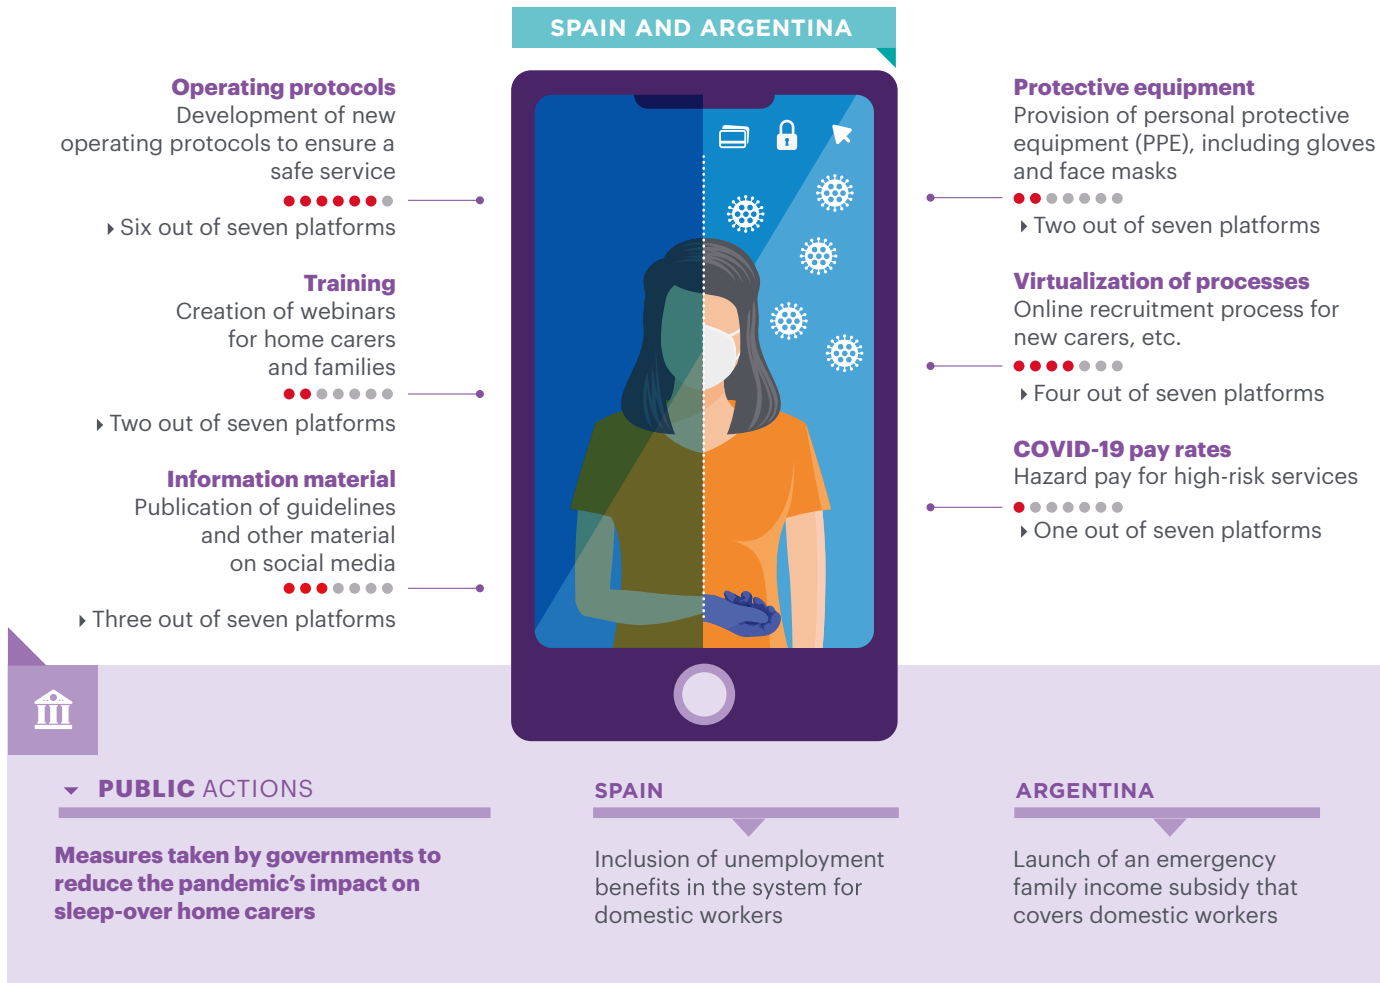 SPAIN AND ARGENTINA
Operating protocols
Development of new
operating protocols to ensure a
safe service
Six out of seven platforms
Training
Creation of webinars
for home carers
and families
Two out of seven platforms
Information material
Publication of guidelines
and other material
on social media
Three out of seven platforms
Protective equipment
Provision of personal protective
equipment (PPE), including gloves
and face masks
Two out of seven platforms
Virtualization of processes
Online recruitment process for
new carers, etc.
Four out of seven platforms
COVID-19 pay rates
Hazard pay for high-risk services
One out of seven platforms
PUBLIC ACTIONS
Measures taken by governments to
reduce the pandemic’s impact on
sleep-over home carers
SPAIN
Inclusion of unemployment
benefits in the system for
domestic workers
ARGENTINA
Launch of an emergency
family income subsidy that
covers domestic workers